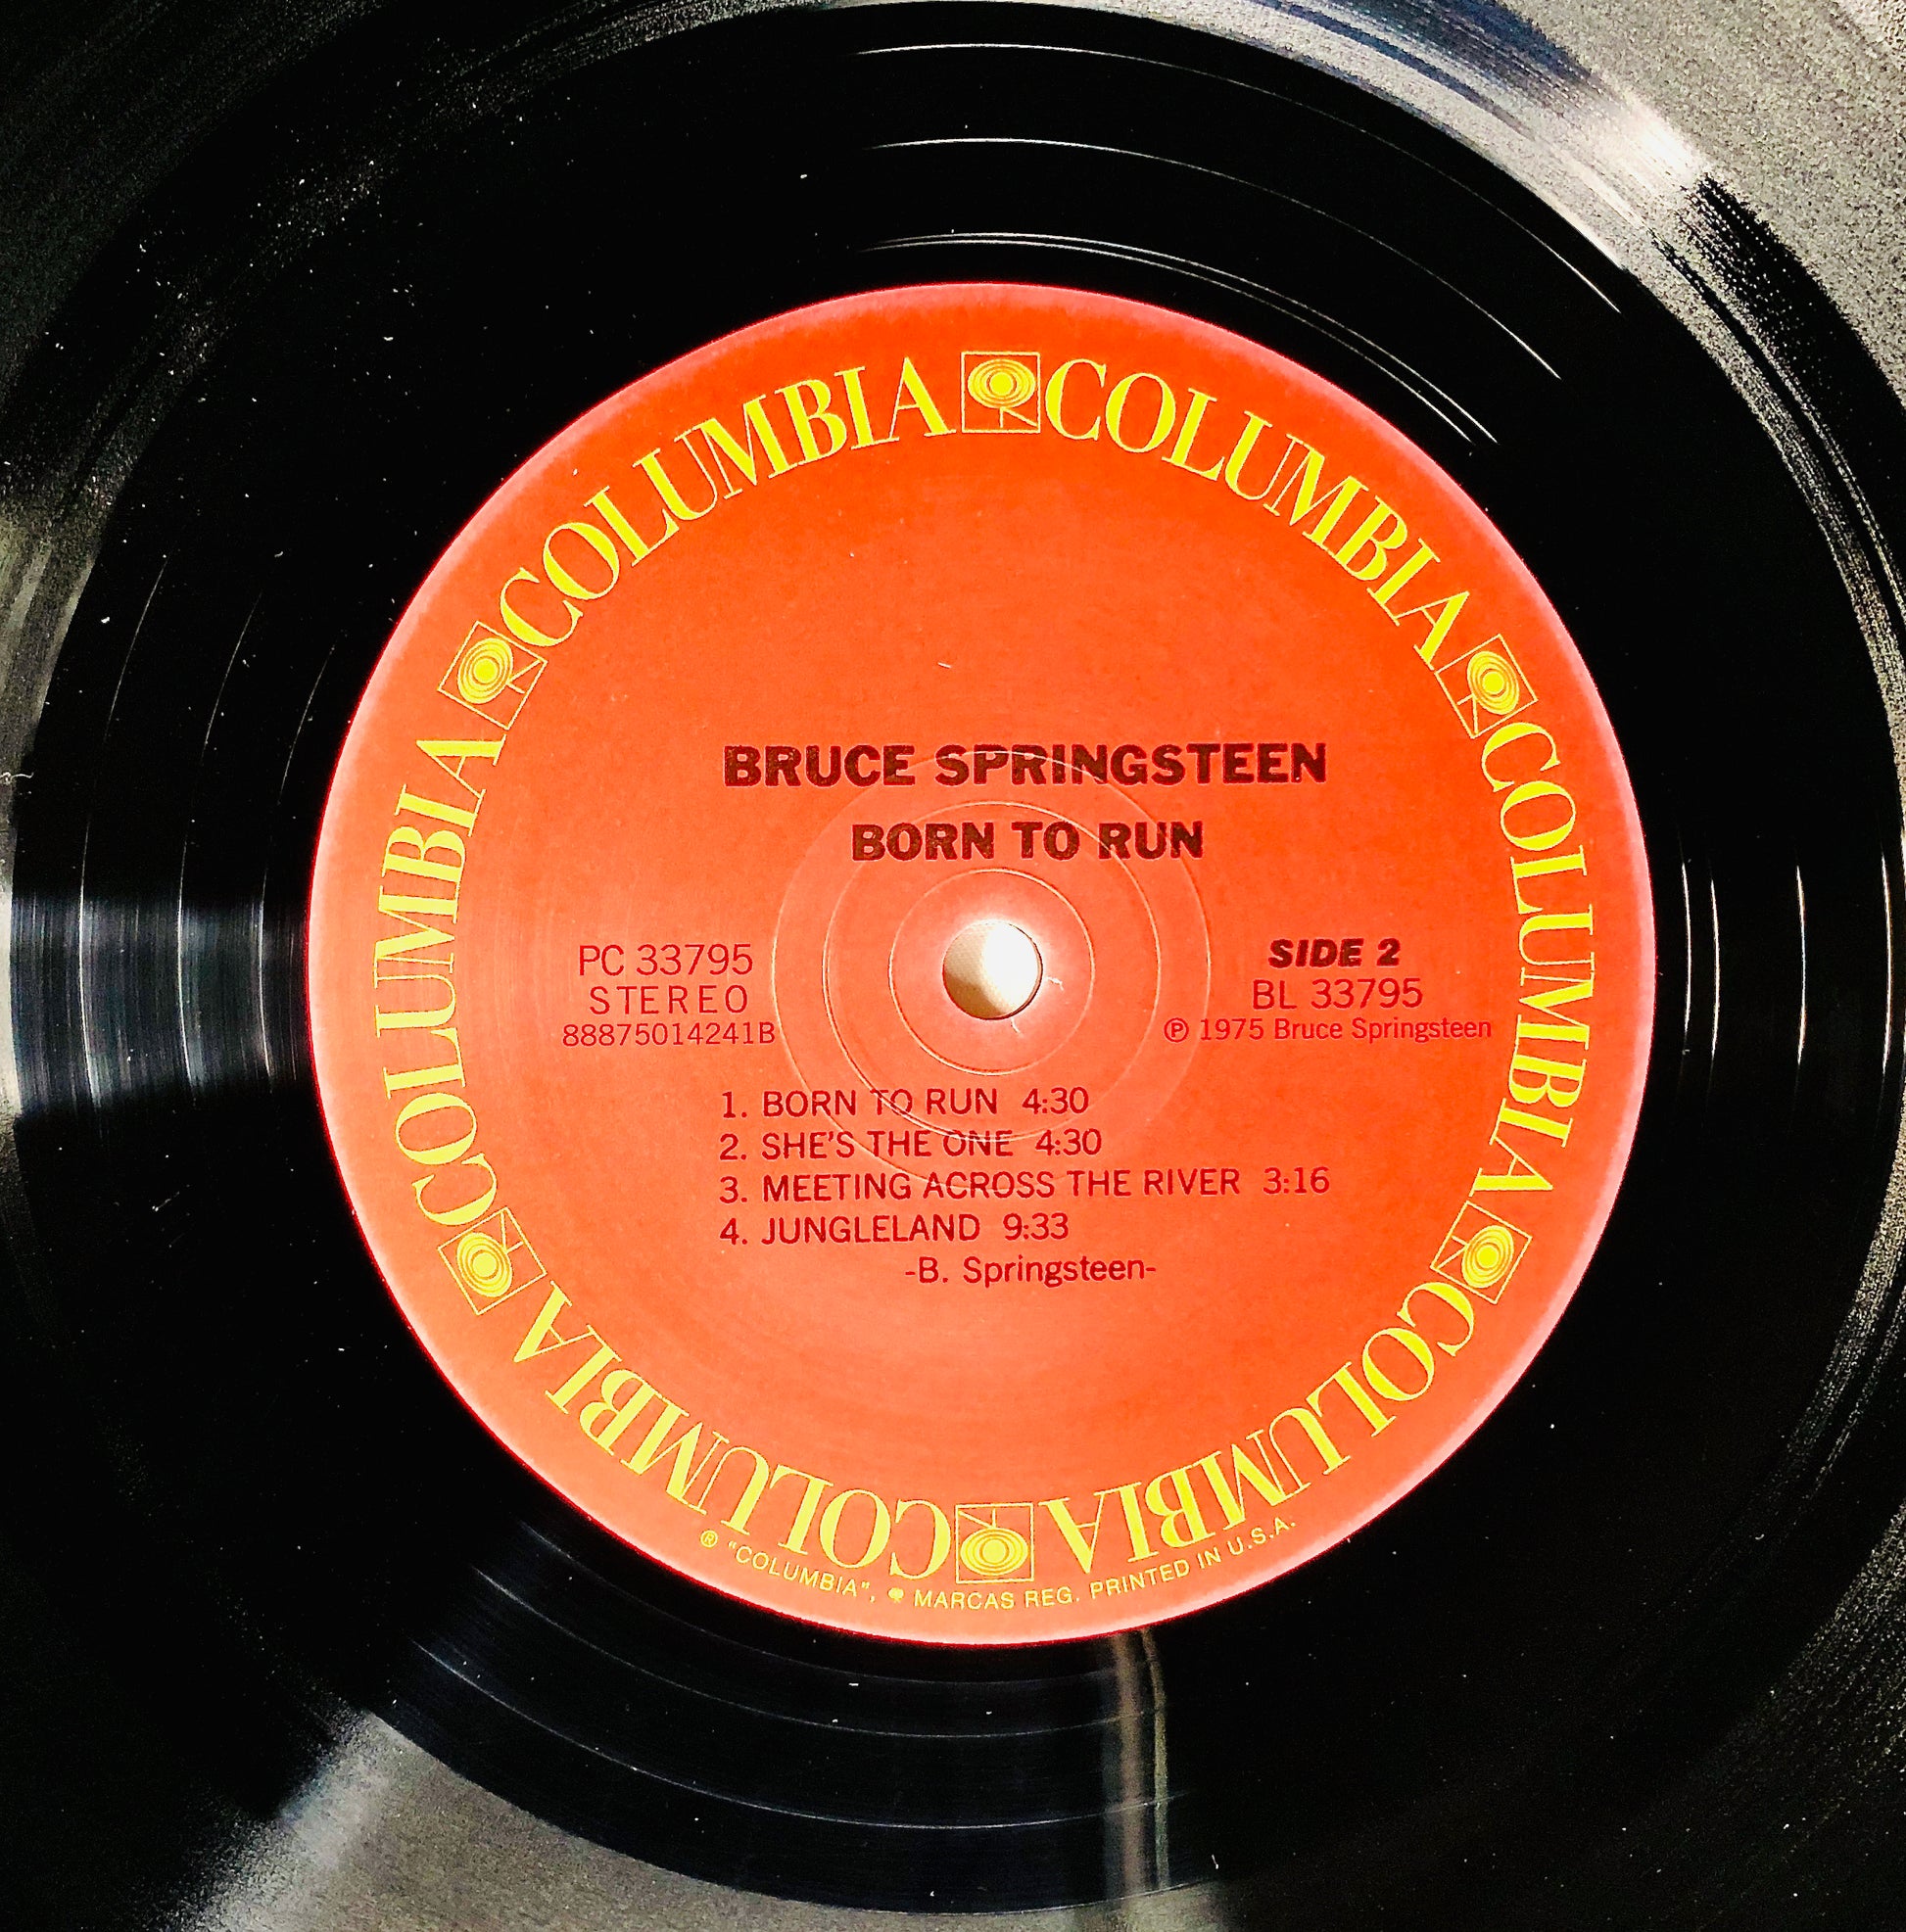 COLUMBIA COLUMBIA COLUMBIA COLUMBIA COLUMBIA COLUMBIA
BRUCE SPRINGSTEEN
BORN TO RUN
PC 33795
STEREO
88875014241B
SIDE 2
BL 33795
℗ 1975 Bruce Springsteen
1. BORN TO RUN 4:30
2. SHE'S THE ONE 4:30
3. MEETING ACROSS THE RIVER 3:16
4. JUNGLELAND 9:33
-B. Springsteen-
® "COLUMBIA", MARCAS REG. PRINTED IN U.S.A.